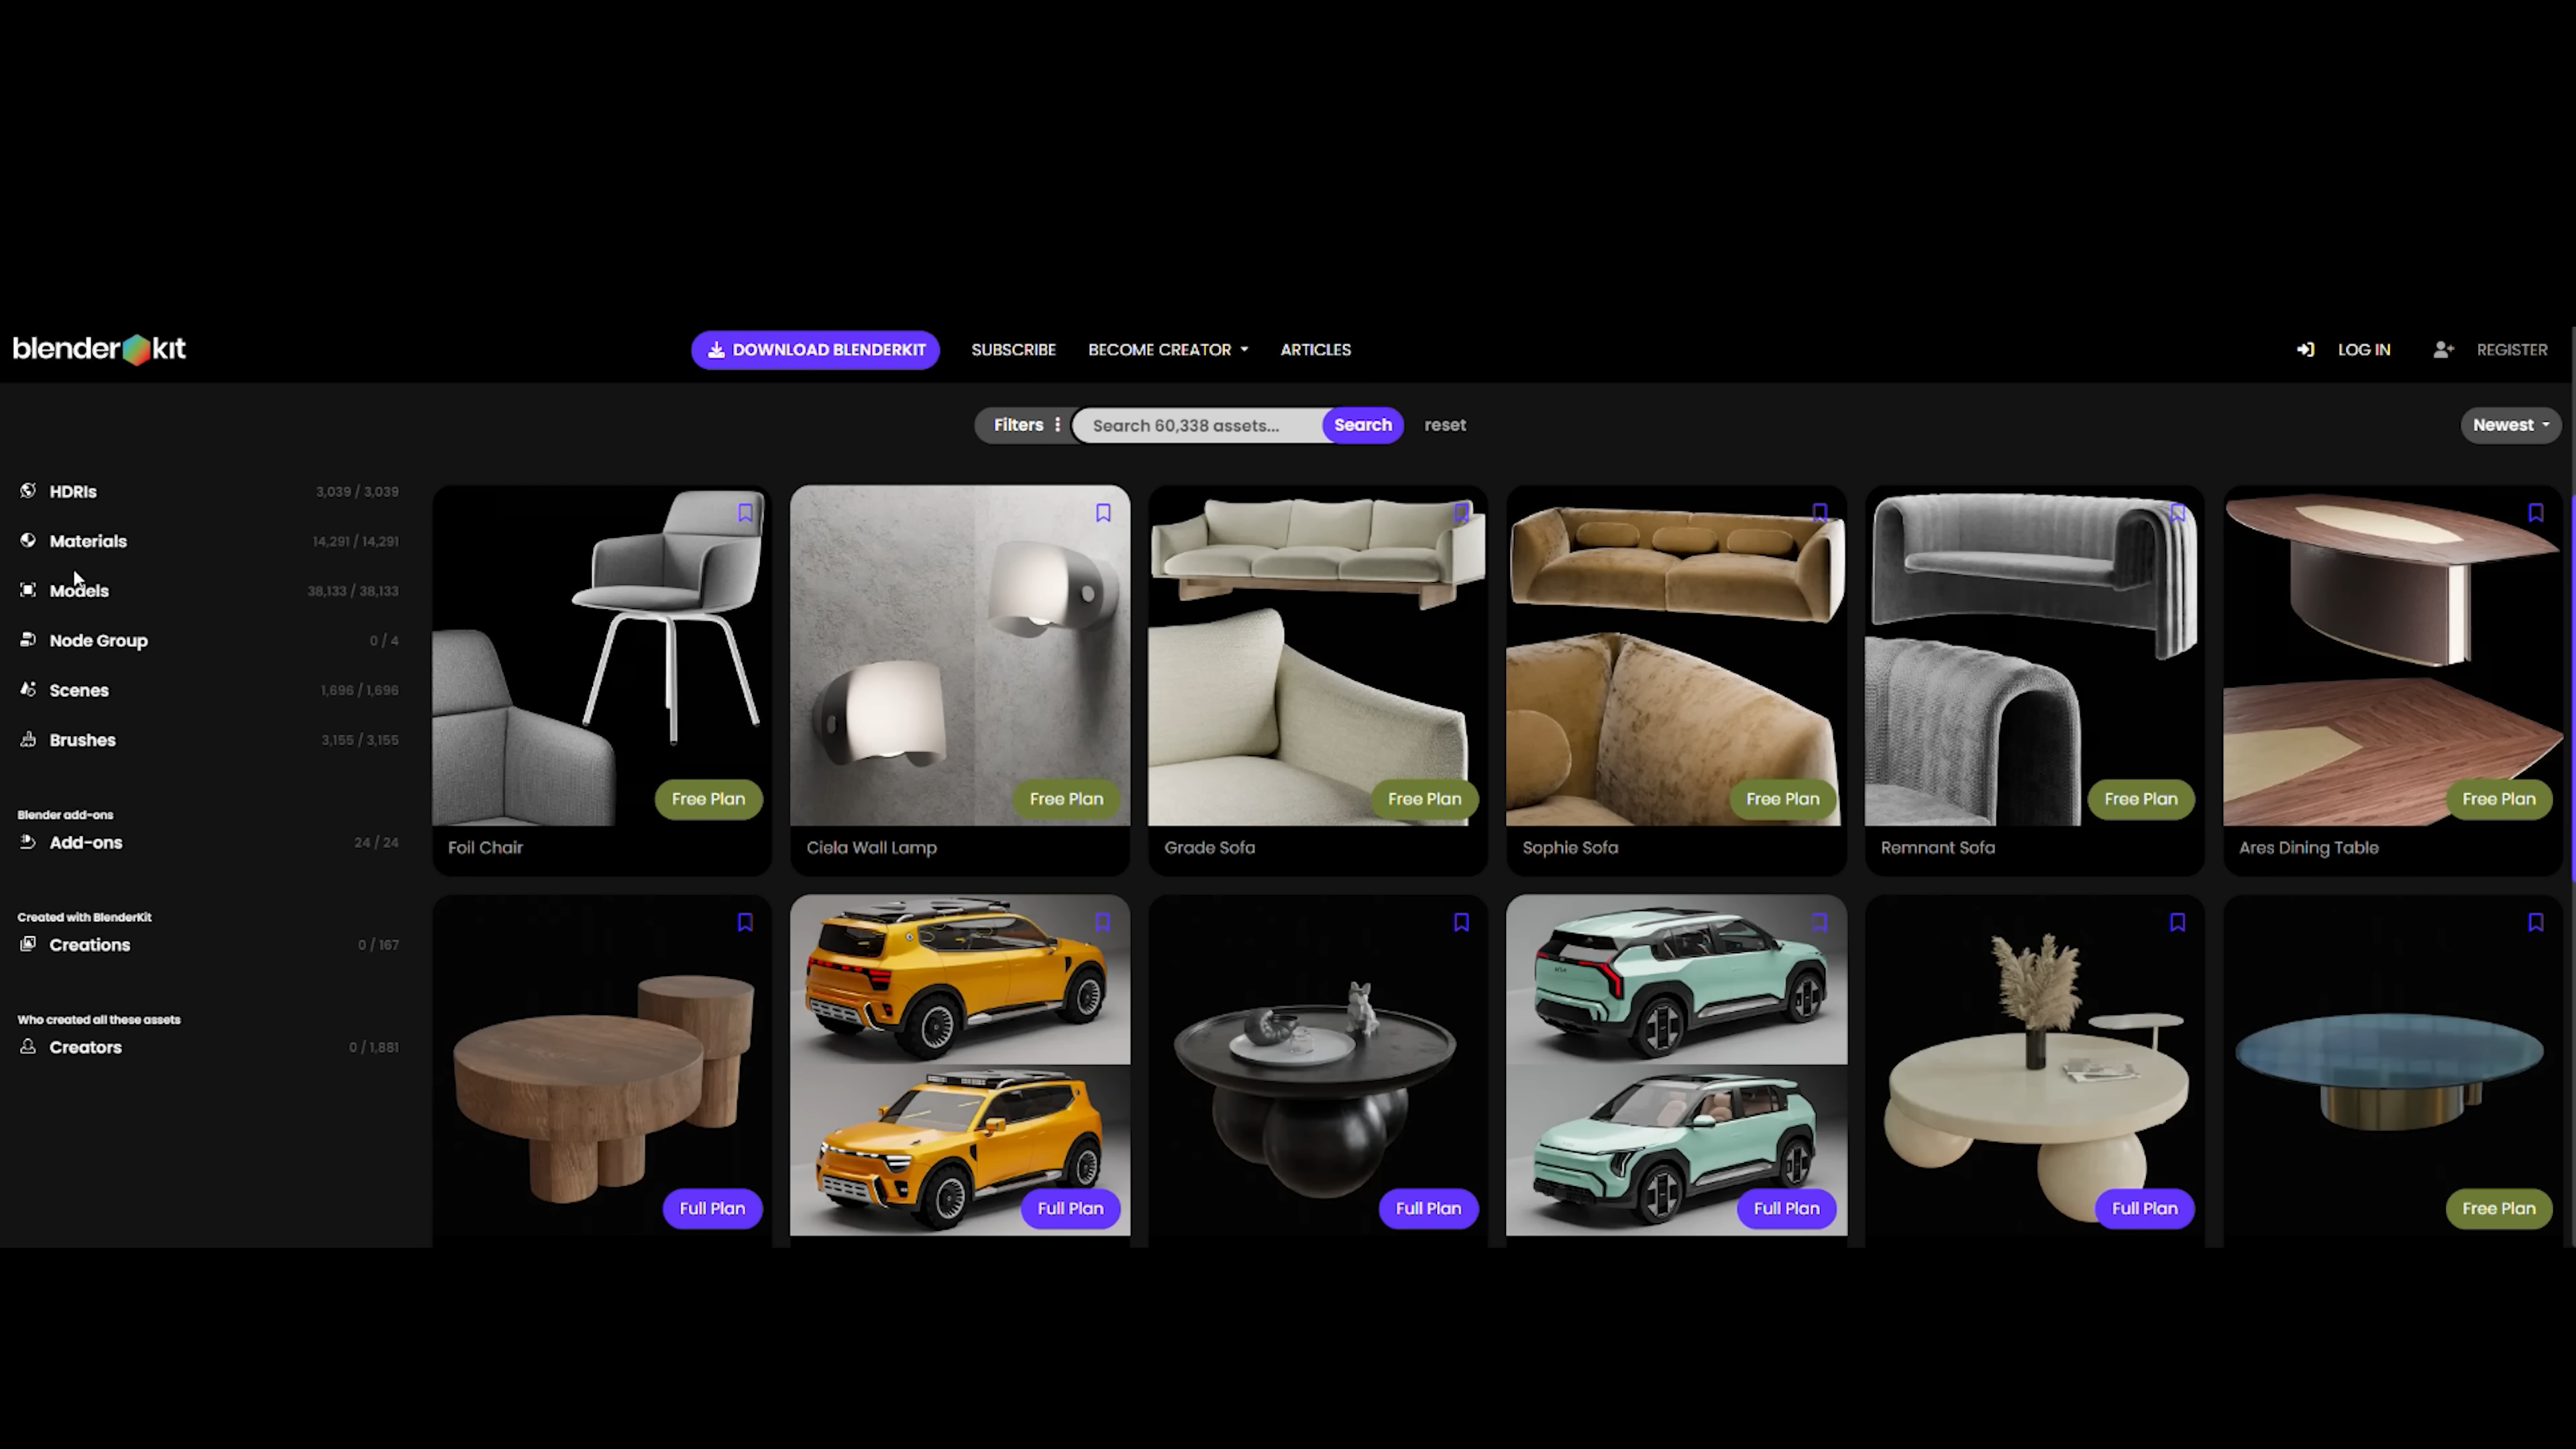 blenderkit
DOWNLOAD BLENDERKIT
SUBSCRIBE
BECOME CREATOR
ARTICLES
LOG IN
REGISTER
Filters
Search 60,338 assets...
Search
reset
Newest
HDRIs 3,039 / 3,039
Materials 14,291 / 14,291
Models 38,133 / 38,133
Node Group 0 / 4
Scenes 1,696 / 1,696
Brushes 3,155 / 3,155
Blender add-ons
Add-ons 24 / 24
Created with BlenderKit
Creations 0 / 167
Who created all these assets
Creators 0 / 1,881
Free Plan
Foil Chair
Free Plan
Ciela Wall Lamp
Free Plan
Grade Sofa
Free Plan
Sophie Sofa
Free Plan
Remnant Sofa
Free Plan
Ares Dining Table
Full Plan
Full Plan
Full Plan
Full Plan
Full Plan
Free Plan